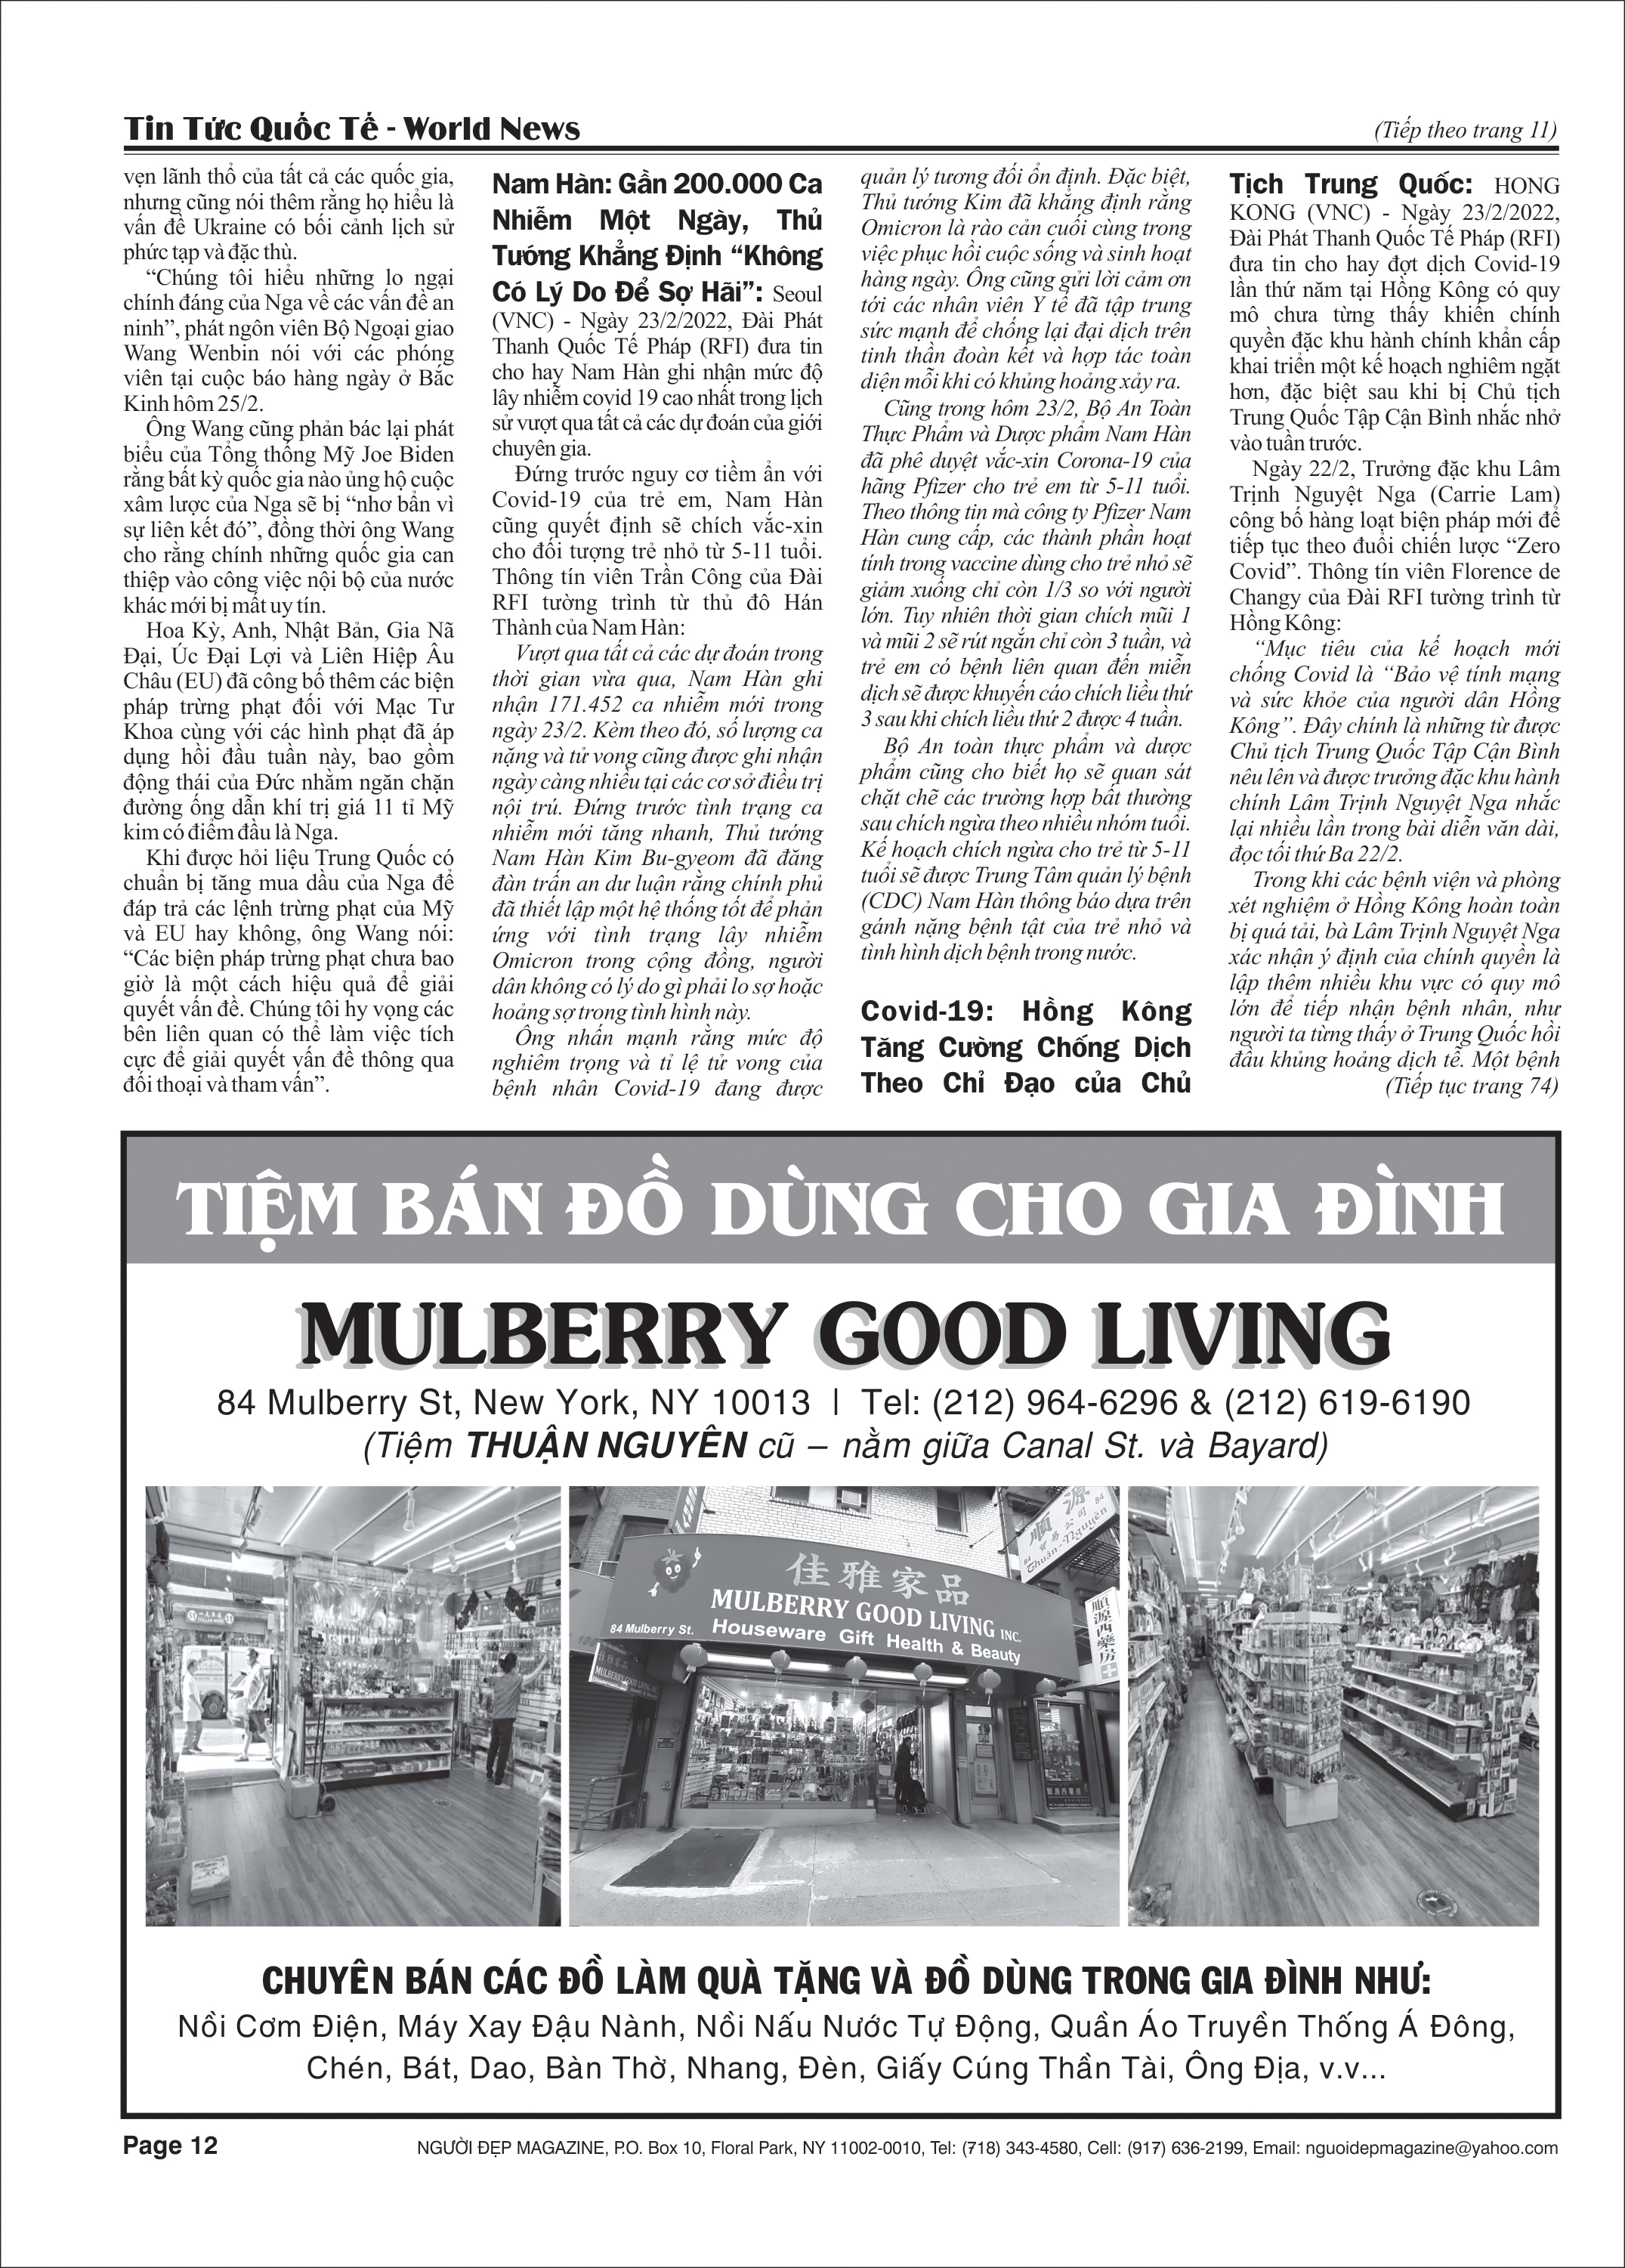 Tin Tức Quốc Tế - World News
(Tiếp theo trang 11)
vẹn lãnh thổ của tất cả các quốc gia,
nhưng cũng nói thêm rằng họ hiểu là
vấn đề Ukraine có bối cảnh lịch sử
phức tạp và đặc thù.
“Chúng tôi hiểu những lo ngại
chính đáng của Nga về các vấn đề an
ninh”, phát ngôn viên Bộ Ngoại giao
Wang Wenbin nói với các phóng
viên tại cuộc báo hàng ngày ở Bắc
Kinh hôm 25/2.
Ông Wang cũng phản bác lại phát
biểu của Tổng thống Mỹ Joe Biden
rằng bất kỳ quốc gia nào ủng hộ cuộc
xâm lược của Nga sẽ bị “nhơ bẩn vì
sự liên kết đó”, đồng thời ông Wang
cho rằng chính những quốc gia can
thiệp vào công việc nội bộ của nước
khác mới bị mất uy tín.
Hoa Kỳ, Anh, Nhật Bản, Gia Nã
Đại, Úc Đại Lợi và Liên Hiệp Âu
Châu (EU) đã công bố thêm các biện
pháp trừng phạt đối với Mạc Tư
Khoa cùng với các hình phạt đã áp
dụng hồi đầu tuần này, bao gồm
động thái của Đức nhằm ngăn chặn
đường ống dẫn khí trị giá 11 tỉ Mỹ
kim có điểm đầu là Nga.
Khi được hỏi liệu Trung Quốc có
chuẩn bị tăng mua dầu của Nga để
đáp trả các lệnh trừng phạt của Mỹ
và EU hay không, ông Wang nói:
“Các biện pháp trừng phạt chưa bao
giờ là một cách hiệu quả để giải
quyết vấn đề. Chúng tôi hy vọng các
bên liên quan có thể làm việc tích
cực để giải quyết vấn đề thông qua
đối thoại và tham vấn”.
Nam Hàn: Gần 200.000 Ca
Nhiễm Một Ngày, Thủ
Tướng Khẳng Định “Không
Có Lý Do Để Sợ Hãi”: Seoul
(VNC) - Ngày 23/2/2022, Đài Phát
Thanh Quốc Tế Pháp (RFI) đưa tin
cho hay Nam Hàn ghi nhận mức độ
lây nhiễm covid 19 cao nhất trong lịch
sử vượt qua tất cả các dự đoán của giới
chuyên gia.
Đứng trước nguy cơ tiềm ẩn với
Covid-19 của trẻ em, Nam Hàn
cũng quyết định sẽ chích vắc-xin
cho đối tượng trẻ nhỏ từ 5-11 tuổi.
Thông tín viên Trần Công của Đài
RFI tường trình từ thủ đô Hán
Thành của Nam Hàn:
Vượt qua tất cả các dự đoán trong
thời gian vừa qua, Nam Hàn ghi
nhận 171.452 ca nhiễm mới trong
ngày 23/2. Kèm theo đó, số lượng ca
nặng và tử vong cũng được ghi nhận
ngày càng nhiều tại các cơ sở điều trị
nội trú. Đứng trước tình trạng ca
nhiễm mới tăng nhanh, Thủ tướng
Nam Hàn Kim Bu-gyeom đã đăng
đàn trấn an dư luận rằng chính phủ
đã thiết lập một hệ thống tốt để phản
ứng với tình trạng lây nhiễm
Omicron trong cộng đồng, người
dân không có lý do gì phải lo sợ hoặc
hoảng sợ trong tình hình này.
Ông nhấn mạnh rằng mức độ
nghiêm trọng và tỉ lệ tử vong của
bệnh nhân Covid-19 đang được
quản lý tương đối ổn định. Đặc biệt,
Thủ tướng Kim đã khẳng định rằng
Omicron là rào cản cuối cùng trong
việc phục hồi cuộc sống và sinh hoạt
hàng ngày. Ông cũng gửi lời cảm ơn
tới các nhân viên Y tế đã tập trung
sức mạnh để chống lại đại dịch trên
tinh thần đoàn kết và hợp tác toàn
diện mỗi khi có khủng hoảng xảy ra.
Cũng trong hôm 23/2, Bộ An Toàn
Thực Phẩm và Dược phẩm Nam Hàn
đã phê duyệt vắc-xin Corona-19 của
hãng Pfizer cho trẻ em từ 5-11 tuổi.
Theo thông tin mà công ty Pfizer Nam
Hàn cung cấp, các thành phần hoạt
tính trong vaccine dùng cho trẻ nhỏ sẽ
giảm xuống chỉ còn 1/3 so với người
lớn. Tuy nhiên thời gian chích mũi 1
và mũi 2 sẽ rút ngắn chỉ còn 3 tuần, và
trẻ em có bệnh liên quan đến miễn
dịch sẽ được khuyến cáo chích liều thứ
3 sau khi chích liều thứ 2 được 4 tuần.
Bộ An toàn thực phẩm và dược
phẩm cũng cho biết họ sẽ quan sát
chặt chẽ các trường hợp bất thường
sau chích ngừa theo nhiều nhóm tuổi.
Kế hoạch chích ngừa cho trẻ từ 5-11
tuổi sẽ được Trung Tâm quản lý bệnh
(CDC) Nam Hàn thông báo dựa trên
gánh nặng bệnh tật của trẻ nhỏ và
tình hình dịch bệnh trong nước.
Covid-19: Hồng Kông
Tăng Cường Chống Dịch
Theo Chỉ Đạo của Chủ
Tịch Trung Quốc: HONG
KONG (VNC) - Ngày 23/2/2022,
Đài Phát Thanh Quốc Tế Pháp (RFI)
đưa tin cho hay đợt dịch Covid-19
lần thứ năm tại Hồng Kông có quy
mô chưa từng thấy khiến chính
quyền đặc khu hành chính khẩn cấp
khai triển một kế hoạch nghiêm ngặt
hơn, đặc biệt sau khi bị Chủ tịch
Trung Quốc Tập Cận Bình nhắc nhở
vào tuần trước.
Ngày 22/2, Trưởng đặc khu Lâm
Trịnh Nguyệt Nga (Carrie Lam)
công bố hàng loạt biện pháp mới để
tiếp tục theo đuổi chiến lược “Zero
Covid”. Thông tín viên Florence de
Changy của Đài RFI tường trình từ
Hồng Kông:
“Mục tiêu của kế hoạch mới
chống Covid là “Bảo vệ tính mạng
và sức khỏe của người dân Hồng
Kông”. Đây chính là những từ được
Chủ tịch Trung Quốc Tập Cận Bình
nêu lên và được trưởng đặc khu hành
chính Lâm Trịnh Nguyệt Nga nhắc
lại nhiều lần trong bài diễn văn dài,
đọc tối thứ Ba 22/2.
Trong khi các bệnh viện và phòng
xét nghiệm ở Hồng Kông hoàn toàn
bị quá tải, bà Lâm Trịnh Nguyệt Nga
xác nhận ý định của chính quyền là
lập thêm nhiều khu vực có quy mô
lớn để tiếp nhận bệnh nhân, như
người ta từng thấy ở Trung Quốc hồi
đầu khủng hoảng dịch tễ. Một bệnh
(Tiếp tục trang 74)
TIỆM BÁN ĐỒ DÙNG CHO GIA ĐÌNH
MULBERRY GOOD LIVING
84 Mulberry St, New York, NY 10013 | Tel: (212) 964-6296 & (212) 619-6190
(Tiệm THUẬN NGUYÊN cũ – nằm giữa Canal St. và Bayard)
佳雅家品
MULBERRY GOOD LIVING INC.
84 Mulberry St. Houseware Gift Health & Beauty
順源
84 Thuận-Nguyên
順源西藥房
MULBERRY GOOD LIVING
CHUYÊN BÁN CÁC ĐỒ LÀM QUÀ TẶNG VÀ ĐỒ DÙNG TRONG GIA ĐÌNH NHƯ:
Nồi Cơm Điện, Máy Xay Đậu Nành, Nồi Nấu Nước Tự Động, Quần Áo Truyền Thống Á Đông,
Chén, Bát, Dao, Bàn Thờ, Nhang, Đèn, Giấy Cúng Thần Tài, Ông Địa, v.v...
Page 12
NGƯỜI ĐẸP MAGAZINE, P.O. Box 10, Floral Park, NY 11002-0010, Tel: (718) 343-4580, Cell: (917) 636-2199, Email: nguoidepmagazine@yahoo.com